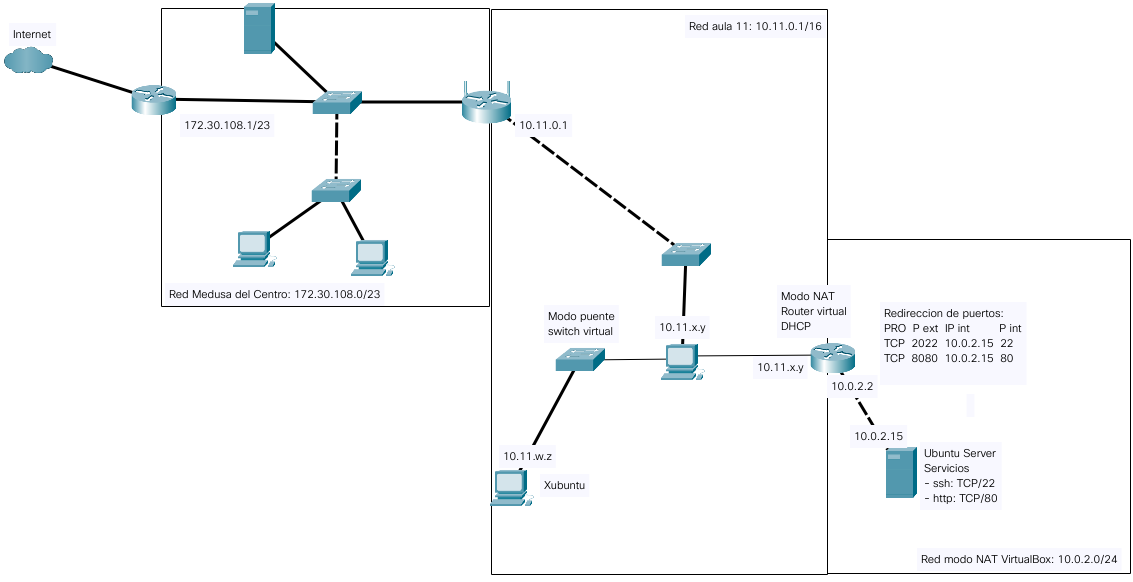 Internet
Red aula 11: 10.11.0.1/16
172.30.108.1/23
10.11.0.1
Red Medusa del Centro: 172.30.108.0/23
Modo puente
switch virtual
10.11.x.y
Modo NAT
Router virtual
DHCP
Redireccion de puertos:
PRO P ext IP int P int
TCP 2022 10.0.2.15 22
TCP 8080 10.0.2.15 80
10.11.x.y
10.0.2.2
10.0.2.15
10.11.w.z
Xubuntu
Ubuntu Server
Servicios
- ssh: TCP/22
- http: TCP/80
Red modo NAT VirtualBox: 10.0.2.0/24